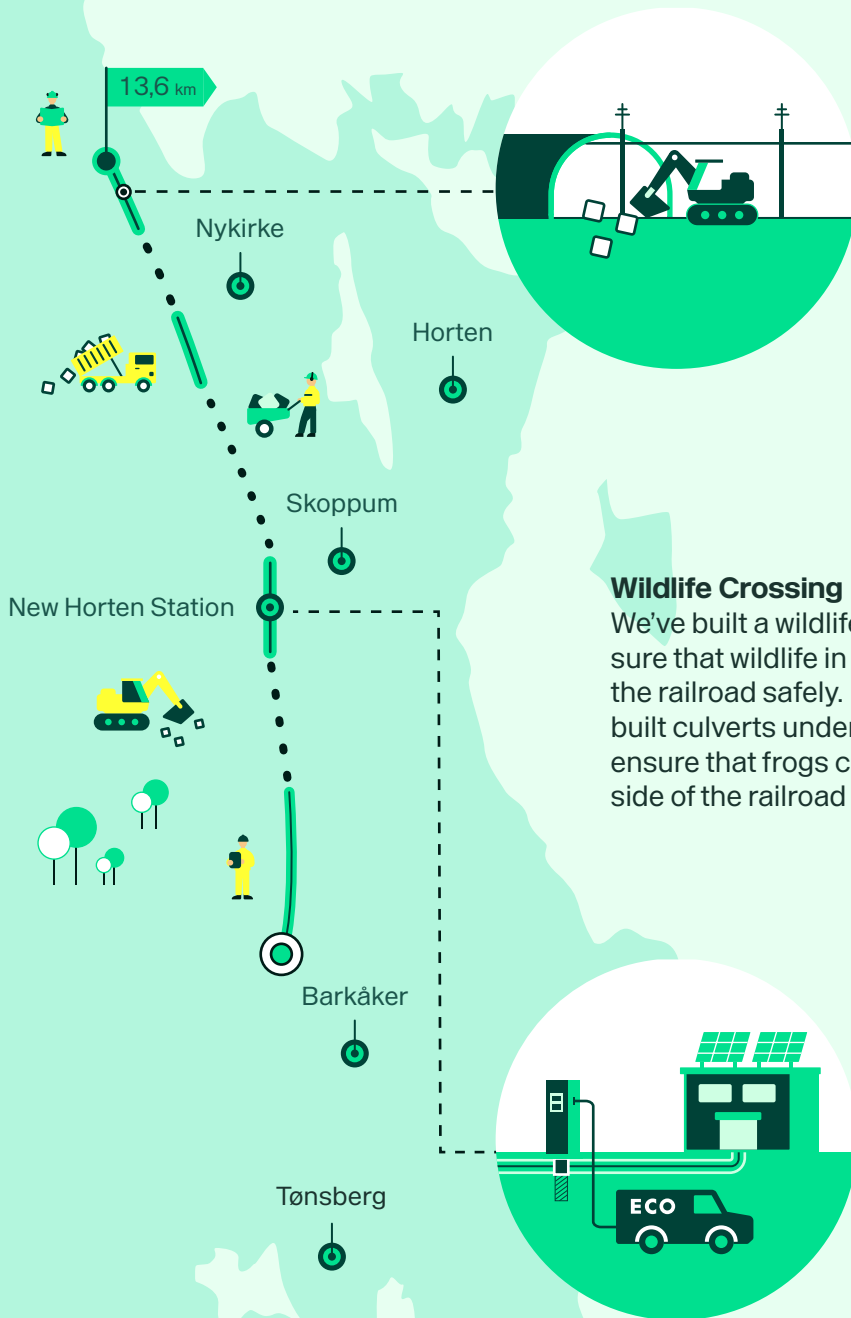 13,6 km
Nykirke
Horten
Skoppum
New Horten Station
Wildlife Crossing
We’ve built a wildlife
sure that wildlife in
the railroad safely.
built culverts under
ensure that frogs c
side of the railroad
Barkåker
ECO
Tønsberg